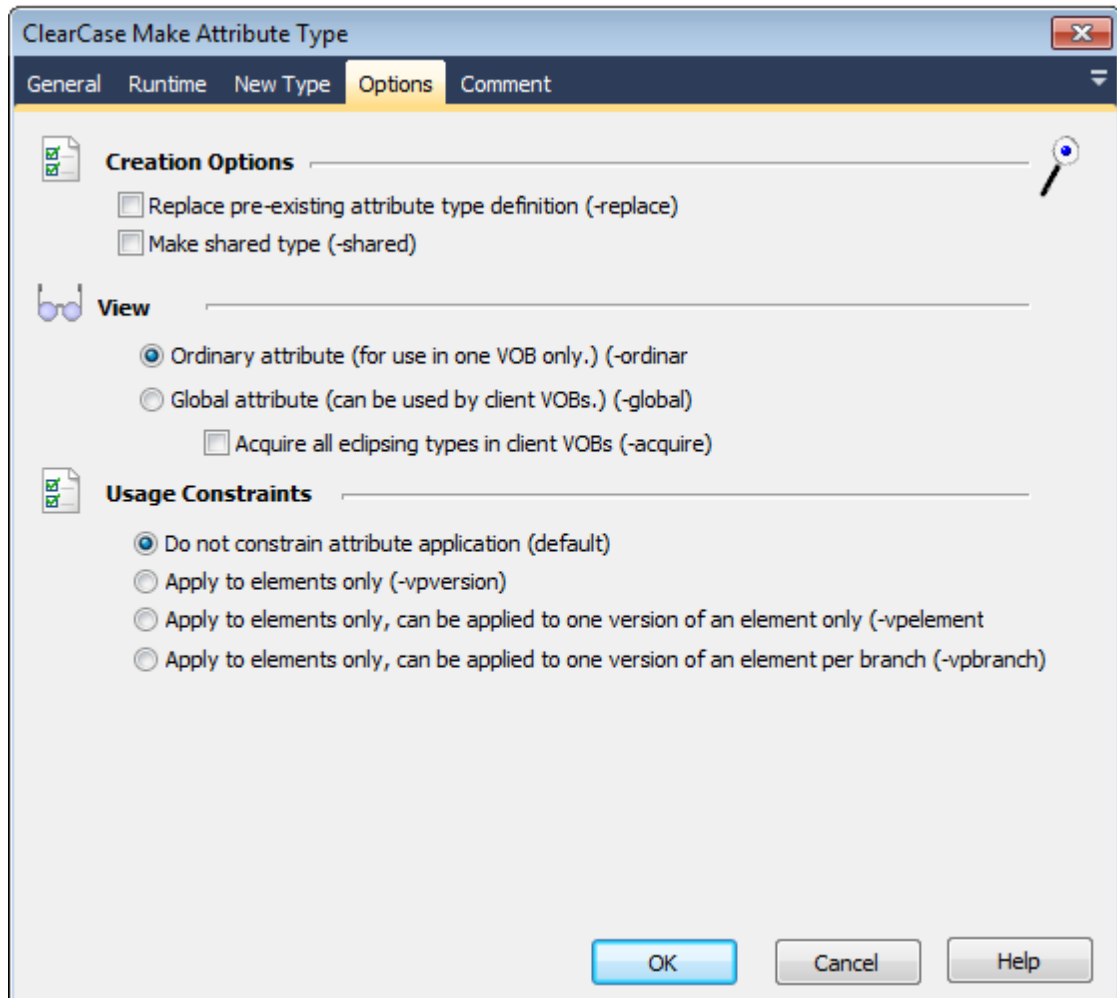 ClearCase Make Attribute Type
General Runtime New Type Options Comment
Creation Options
Replace pre-existing attribute type definition (-replace)
Make shared type (-shared)
View
Ordinary attribute (for use in one VOB only.) (-ordinar
Global attribute (can be used by client VOBs.) (-global)
Acquire all eclipsing types in client VOBs (-acquire)
Usage Constraints
Do not constrain attribute application (default)
Apply to elements only (-vpversion)
Apply to elements only, can be applied to one version of an element only (-vpelement
Apply to elements only, can be applied to one version of an element per branch (-vpbranch)
OK Cancel Help